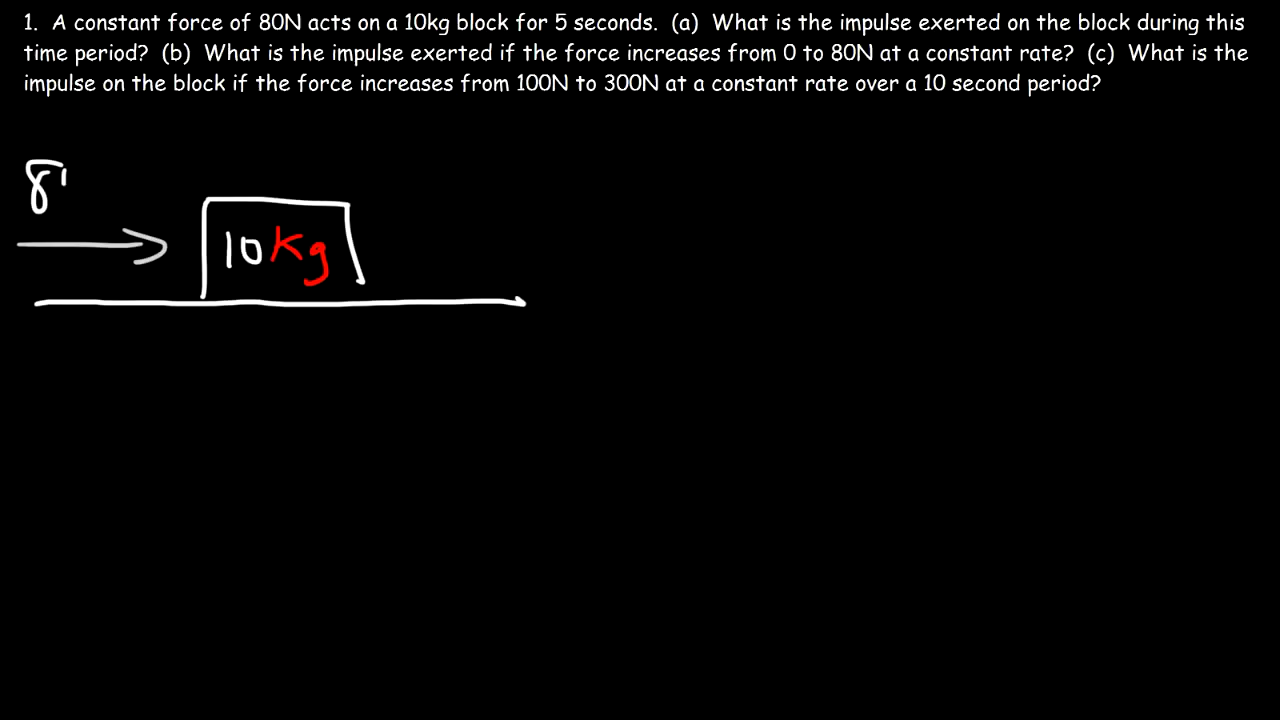 1. A constant force of 80N acts on a 10kg block for 5 seconds. (a) What is the impulse exerted on the block during this
time period? (b) What is the impulse exerted if the force increases from 0 to 80N at a constant rate? (c) What is the
impulse on the block if the force increases from 100N to 300N at a constant rate over a 10 second period?
8
10kg